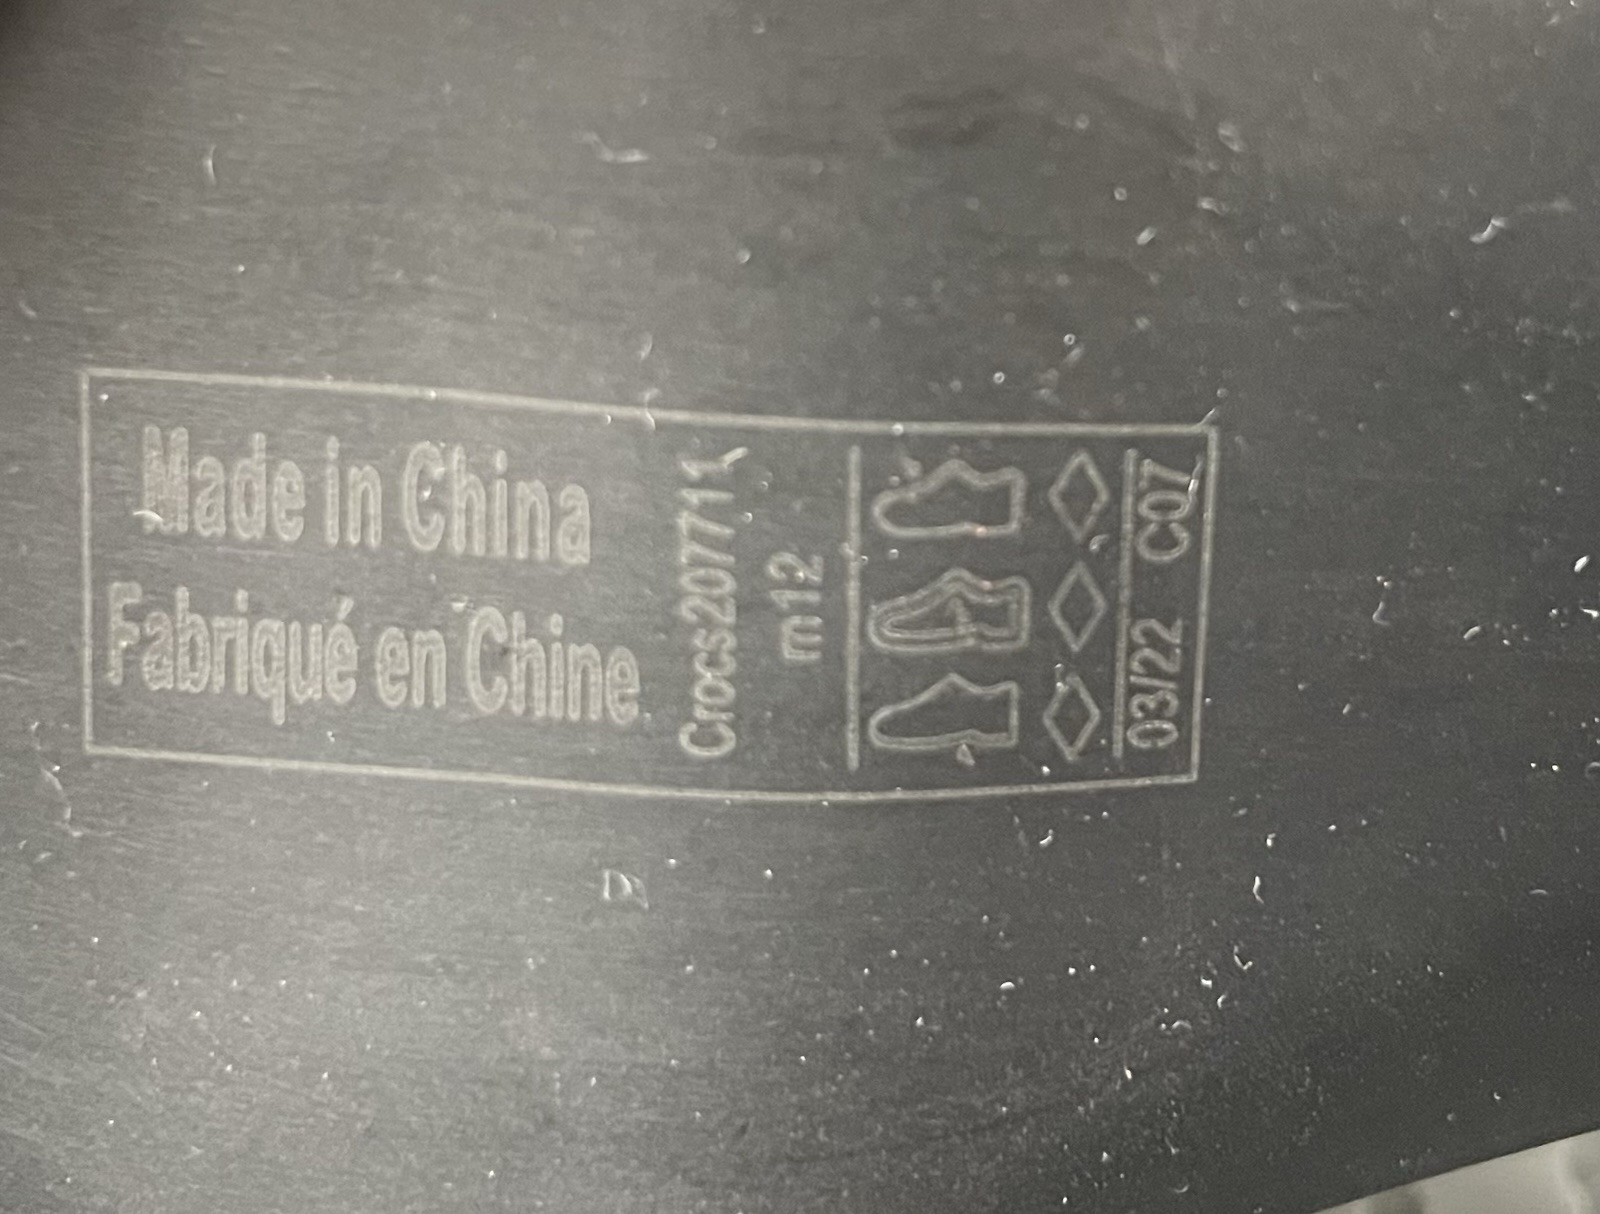 Made in China
Fabriqué en Chine
Crocs207711
m12
03/22 C07